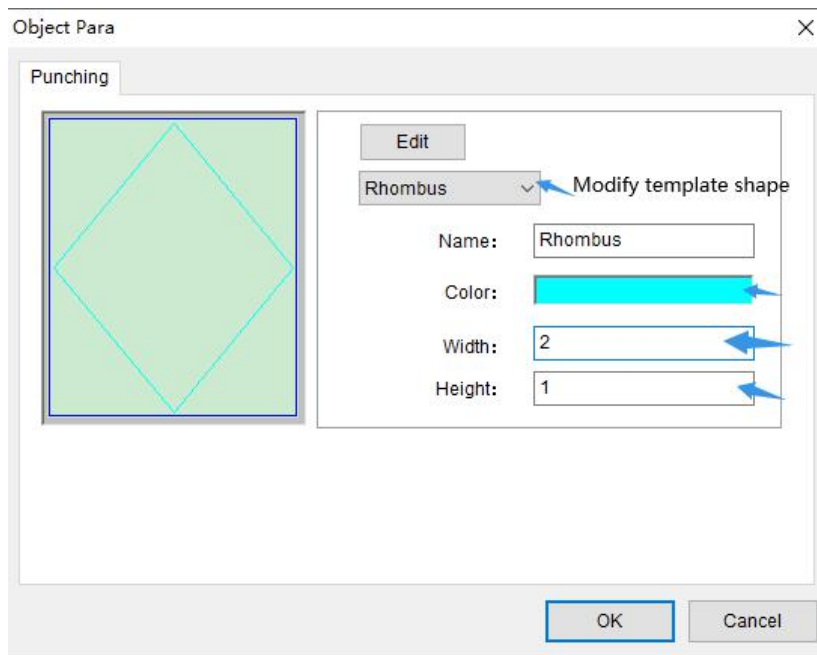 Object Para
Punching
Edit
Rhombus
Modify template shape
Name: Rhombus
Color:
Width: 2
Height: 1
OK
Cancel